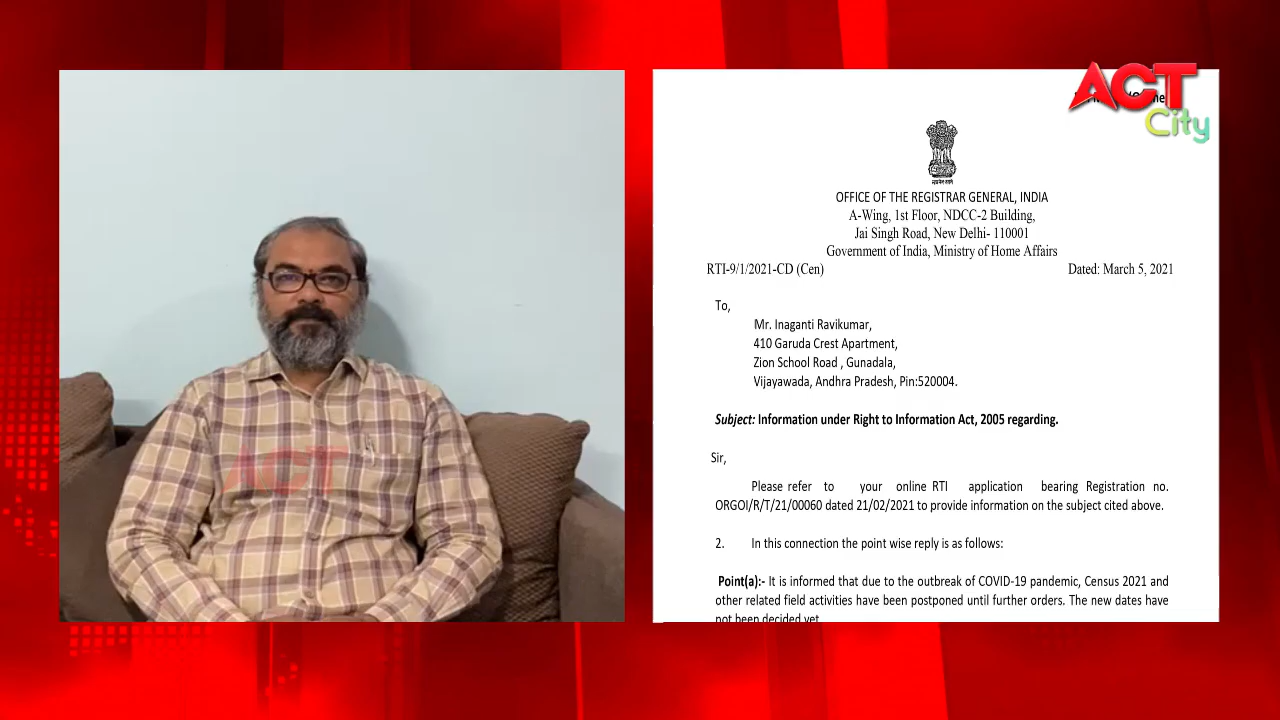 ACT
City
OFFICE OF THE REGISTRAR GENERAL, INDIA
A-Wing, 1st Floor, NDCC-2 Building,
Jai Singh Road, New Delhi- 110001
Government of India, Ministry of Home Affairs
RTI-9/1/2021-CD (Cen) Dated: March 5, 2021
To,
Mr. Inaganti Ravikumar,
410 Garuda Crest Apartment,
Zion School Road , Gunadala,
Vijayawada, Andhra Pradesh, Pin:520004.
Subject: Information under Right to Information Act, 2005 regarding.
Sir,
Please refer to your online RTI application bearing Registration no.
ORGOI/R/T/21/00060 dated 21/02/2021 to provide information on the subject cited above.
2. In this connection the point wise reply is as follows:
Point(a):- It is informed that due to the outbreak of COVID-19 pandemic, Census 2021 and
other related field activities have been postponed until further orders. The new dates have
not been decided yet
ACT